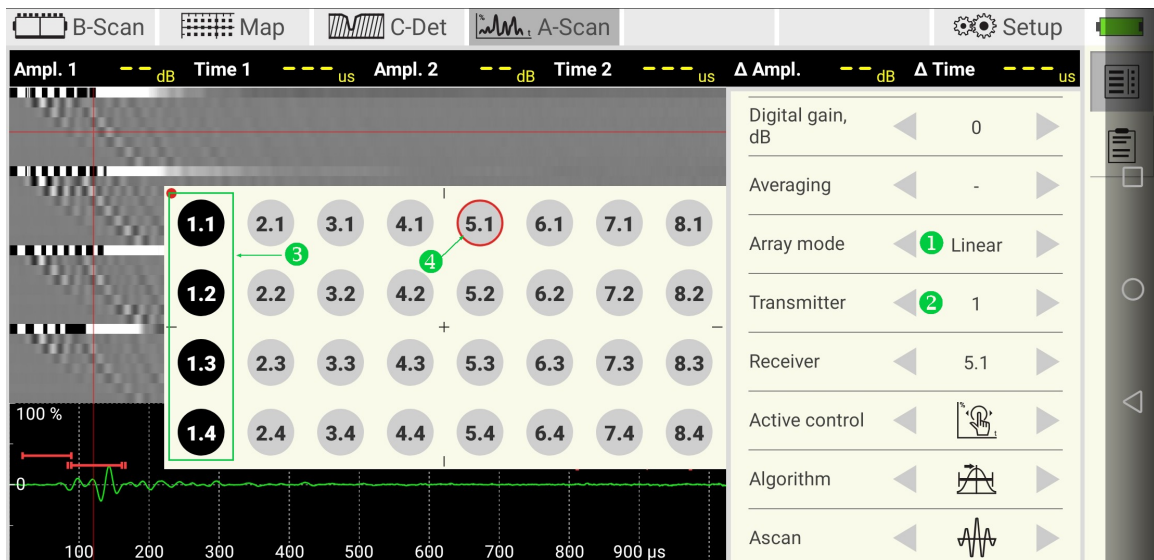 B-Scan Map C-Det A-Scan Setup
Ampl. 1 -- dB Time 1 --- us Ampl. 2 -- dB Time 2 --- us Δ Ampl. -- dB Δ Time --- us
Digital gain, dB 0
Averaging -
Array mode 1 Linear
Transmitter 2 1
Receiver 5.1
Active control % t
Algorithm
Ascan
1.1 2.1 3.1 4.1 5.1 6.1 7.1 8.1
3 4
1.2 2.2 3.2 4.2 5.2 6.2 7.2 8.2
1.3 2.3 3.3 4.3 5.3 6.3 7.3 8.3
1.4 2.4 3.4 4.4 5.4 6.4 7.4 8.4
100 %
0
100 200 300 400 500 600 700 800 900 µs